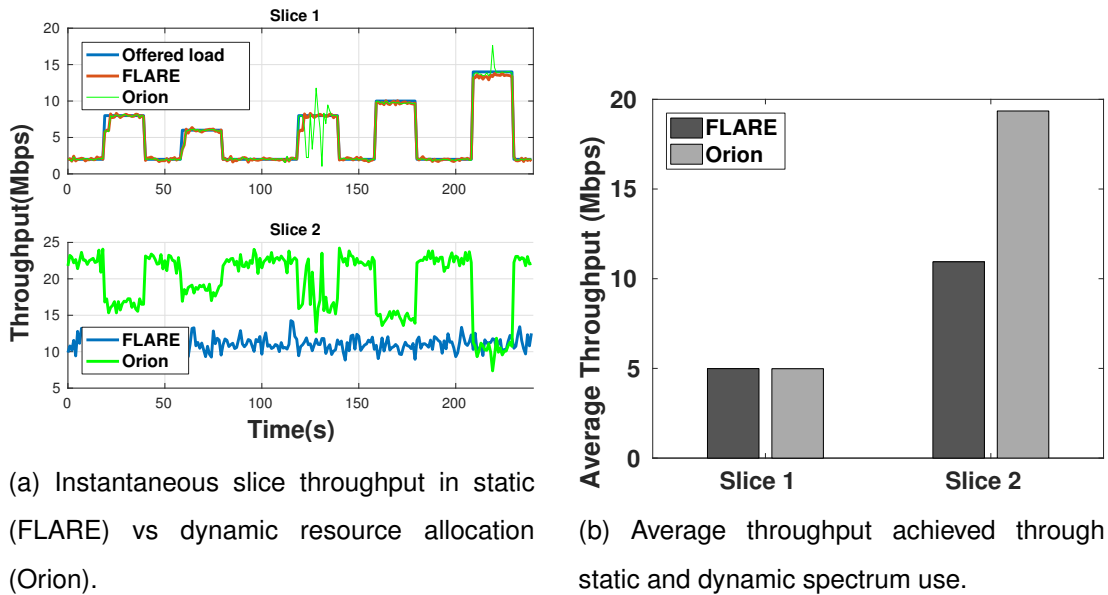 Slice 1
20
15
10
5
0
Offered load
FLARE
Orion
0 50 100 150 200
Slice 2
25
20
15
10
5
FLARE
Orion
0 50 100 150 200
Throughput(Mbps)
Time(s)
(a) Instantaneous slice throughput in static
(FLARE) vs dynamic resource allocation
(Orion).
20
15
10
5
0
FLARE
Orion
Average Throughput (Mbps)
Slice 1 Slice 2
(b) Average throughput achieved through
static and dynamic spectrum use.